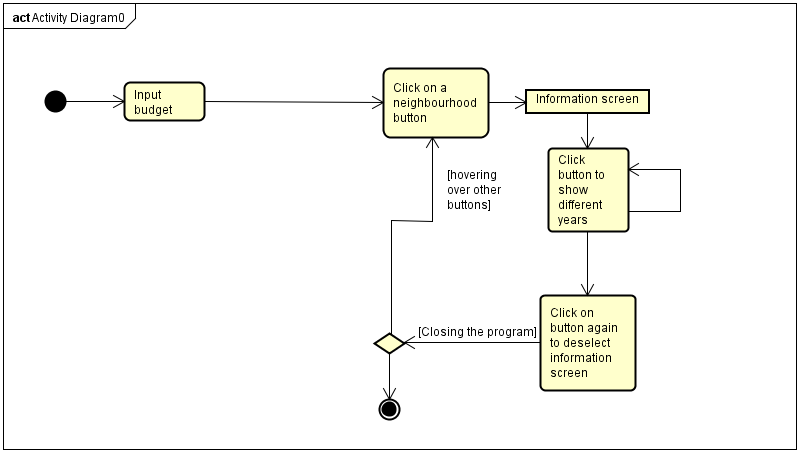 act Activity Diagram0
Input
budget
Click on a
neighbourhood
button
Information screen
Click
button to
show
different
years
[hovering
over other
buttons]
Click on
button again
to deselect
information
screen
[Closing the program]